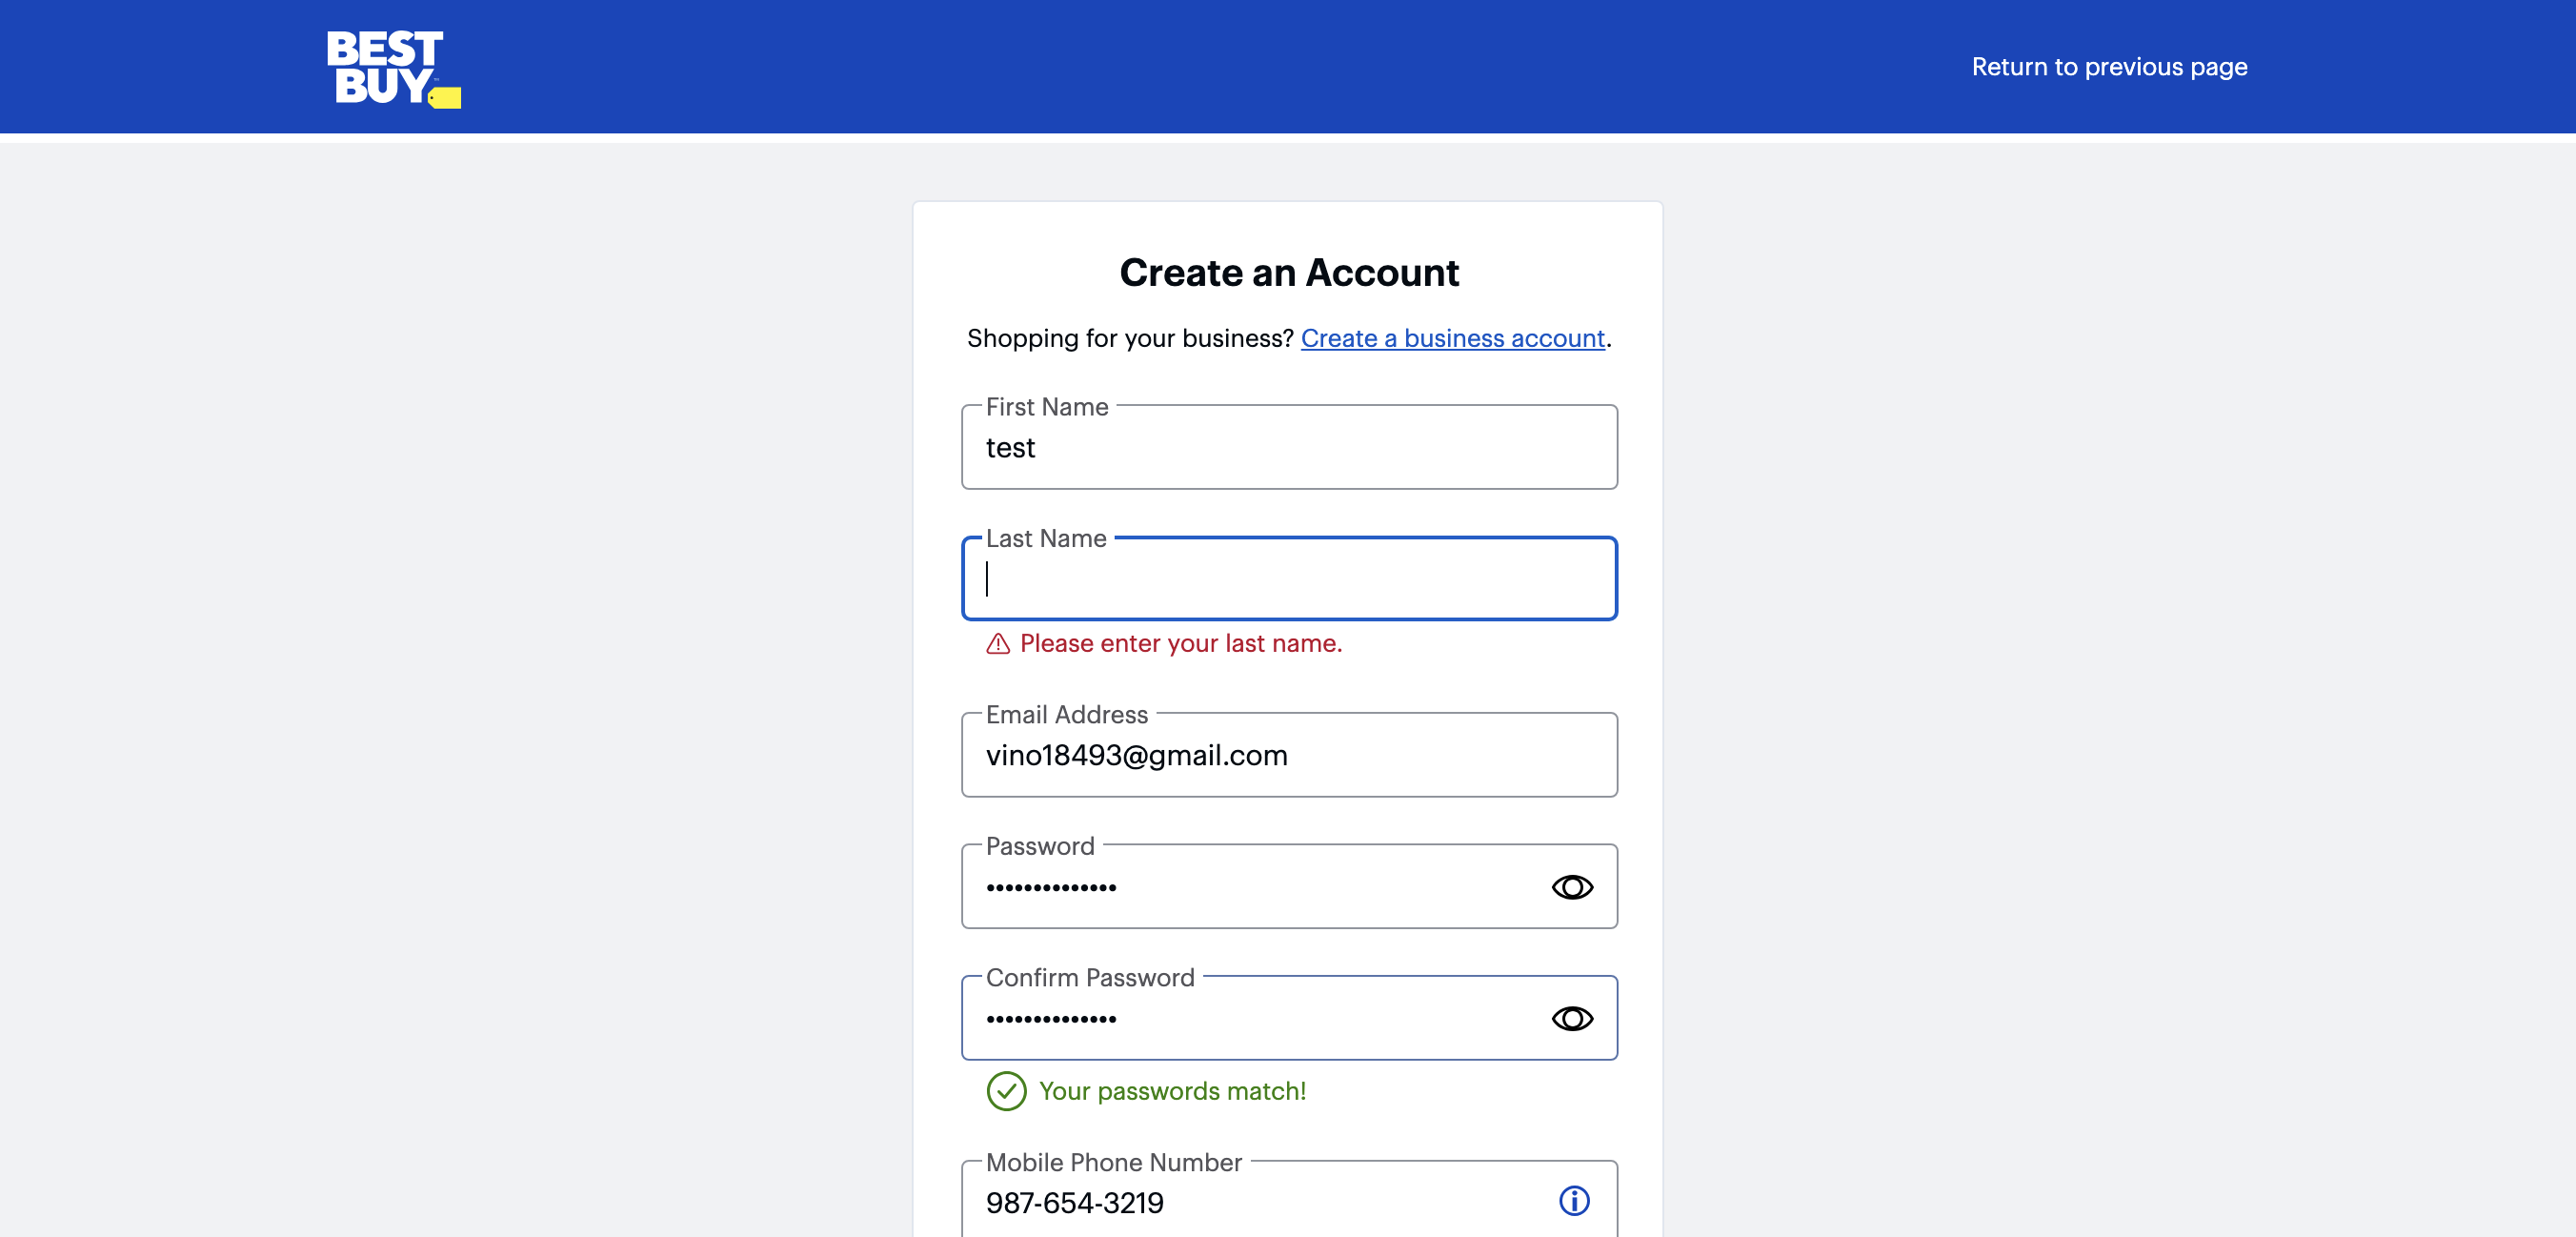 BEST
BUY
Return to previous page
Create an Account
Shopping for your business? Create a business account.
First Name
test
Last Name
Please enter your last name.
Email Address
vino18493@gmail.com
Password
••••••••••••••
Confirm Password
••••••••••••••
Your passwords match!
Mobile Phone Number
987-654-3219